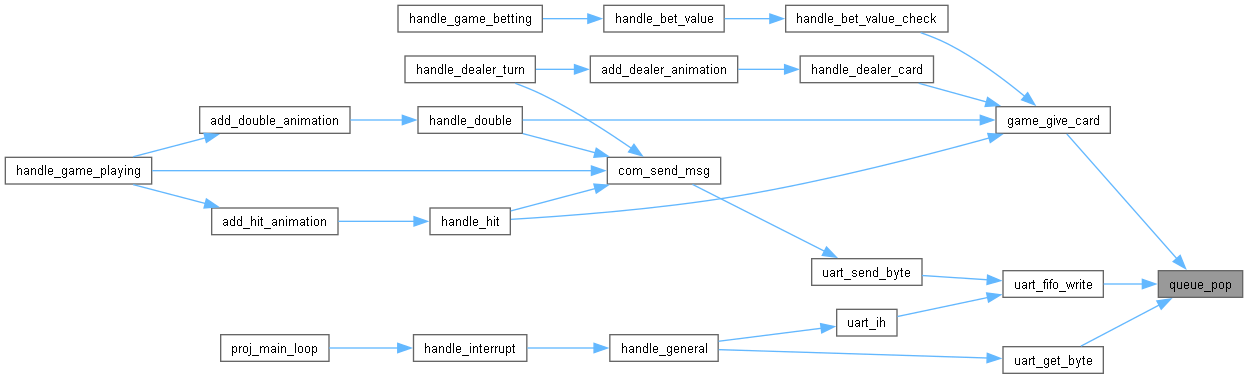 handle_game_betting
handle_bet_value
handle_bet_value_check
handle_dealer_turn
add_dealer_animation
handle_dealer_card
add_double_animation
handle_double
game_give_card
handle_game_playing
com_send_msg
add_hit_animation
handle_hit
uart_send_byte
uart_fifo_write
queue_pop
uart_ih
proj_main_loop
handle_interrupt
handle_general
uart_get_byte